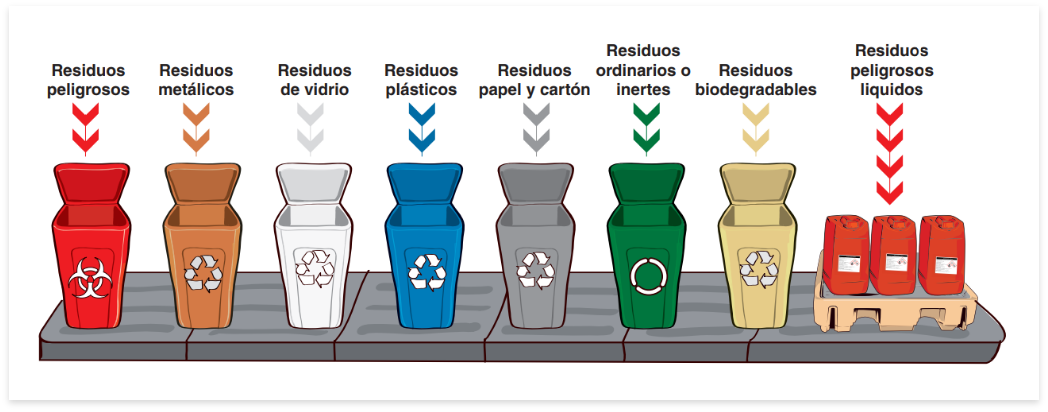 Residuos
peligrosos
Residuos
metálicos
Residuos
de vidrio
Residuos
plásticos
Residuos
papel y cartón
Residuos
ordinarios o
inertes
Residuos
biodegradables
Residuos
peligrosos
liquidos